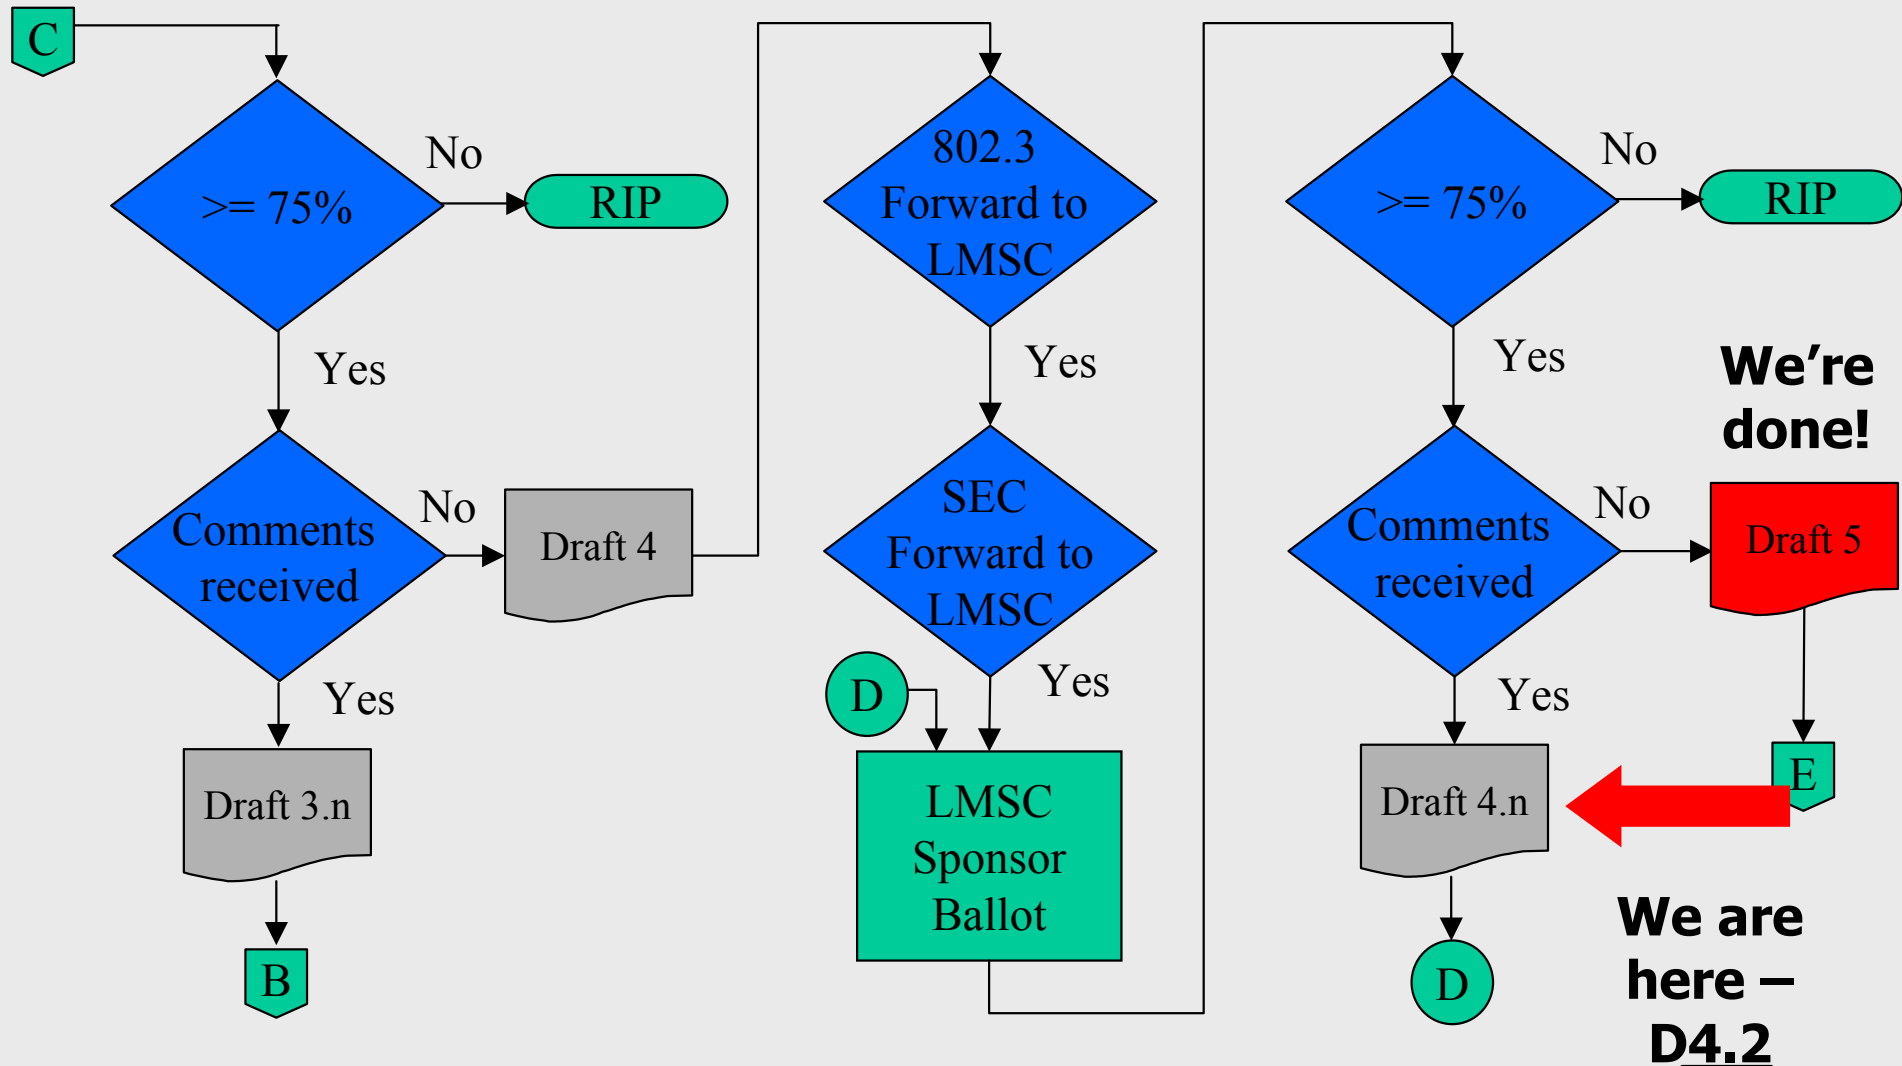 C
>= 75%
No
RIP
Yes
Comments
received
No
Draft 4
Yes
Draft 3.n
B
802.3
Forward to
LMSC
Yes
SEC
Forward to
LMSC
Yes
D
LMSC
Sponsor
Ballot
>= 75%
No
RIP
Yes
Comments
received
No
We’re
done!
Draft 5
E
Yes
Draft 4.n
D
We are
here –
D4.2